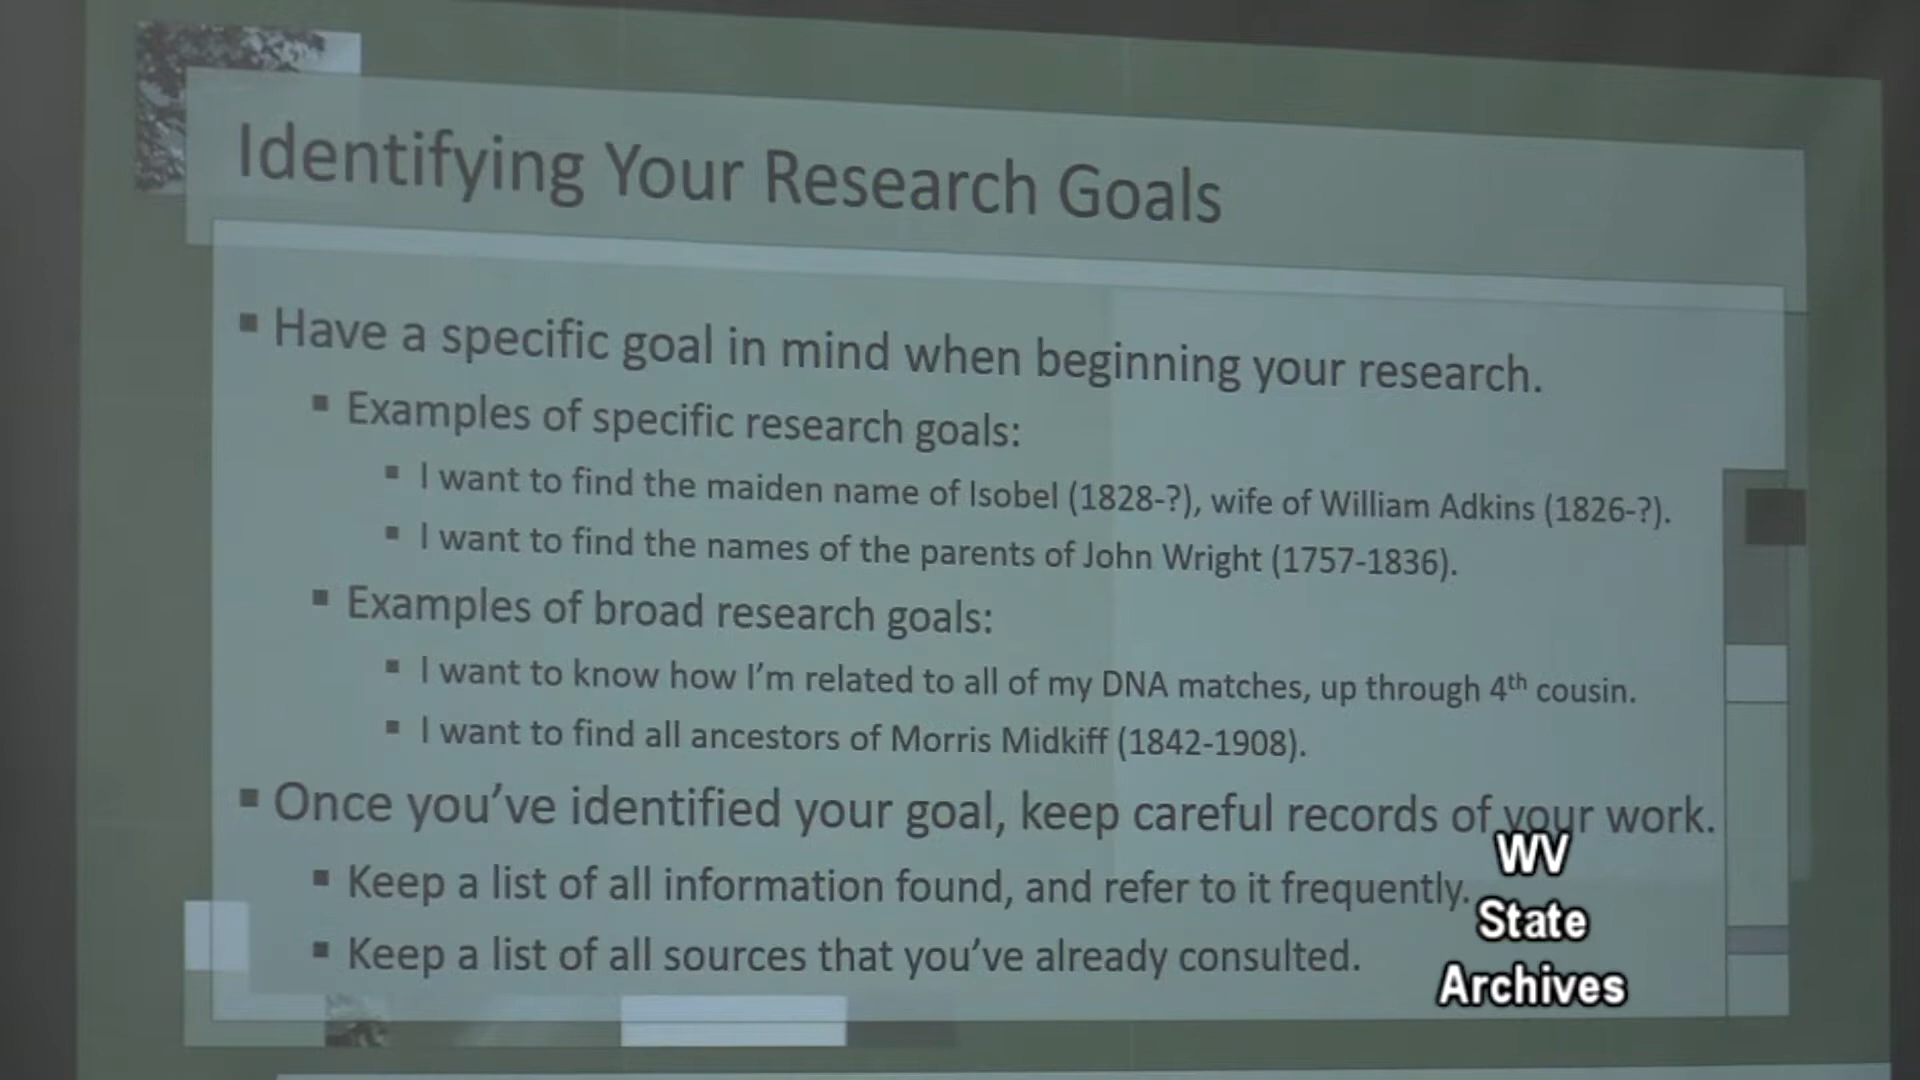 Identifying Your Research Goals
▪ Have a specific goal in mind when beginning your research.
▪ Examples of specific research goals:
▪ I want to find the maiden name of Isobel (1828-?), wife of William Adkins (1826-?).
▪ I want to find the names of the parents of John Wright (1757-1836).
▪ Examples of broad research goals:
▪ I want to know how I'm related to all of my DNA matches, up through 4th cousin.
▪ I want to find all ancestors of Morris Midkiff (1842-1908).
▪ Once you've identified your goal, keep careful records of your work.
▪ Keep a list of all information found, and refer to it frequently.
▪ Keep a list of all sources that you've already consulted.
WV
State
Archives